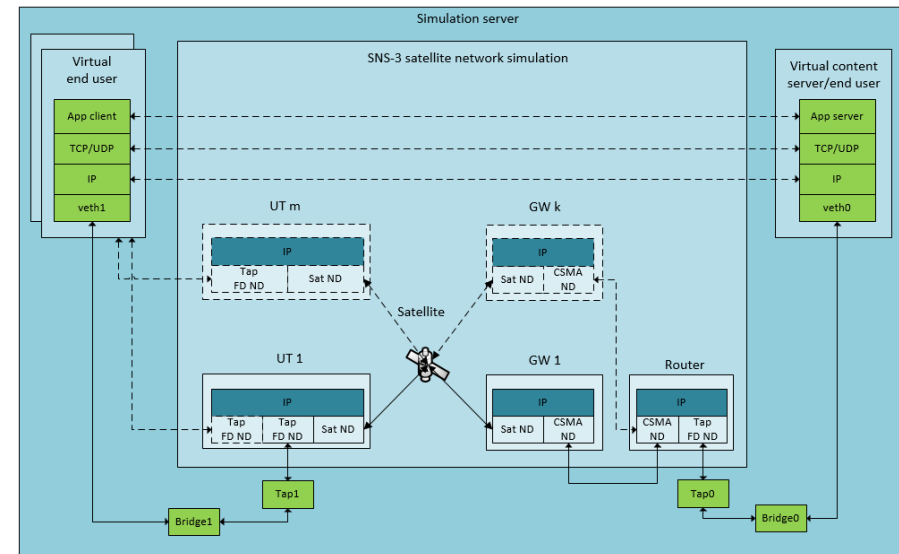 Simulation server
Virtual
end user
App client
TCP/UDP
IP
veth1
SNS-3 satellite network simulation
Virtual content
server/end user
App server
TCP/UDP
IP
veth0
UT m
IP
Tap
FD ND
Sat ND
GW k
IP
Sat ND
CSMA
ND
Satellite
UT 1
IP
Tap
FD ND
Tap
FD ND
Sat ND
GW 1
IP
Sat ND
CSMA
ND
Router
IP
CSMA
ND
Tap
FD ND
Tap1
Bridge1
Tap0
Bridge0